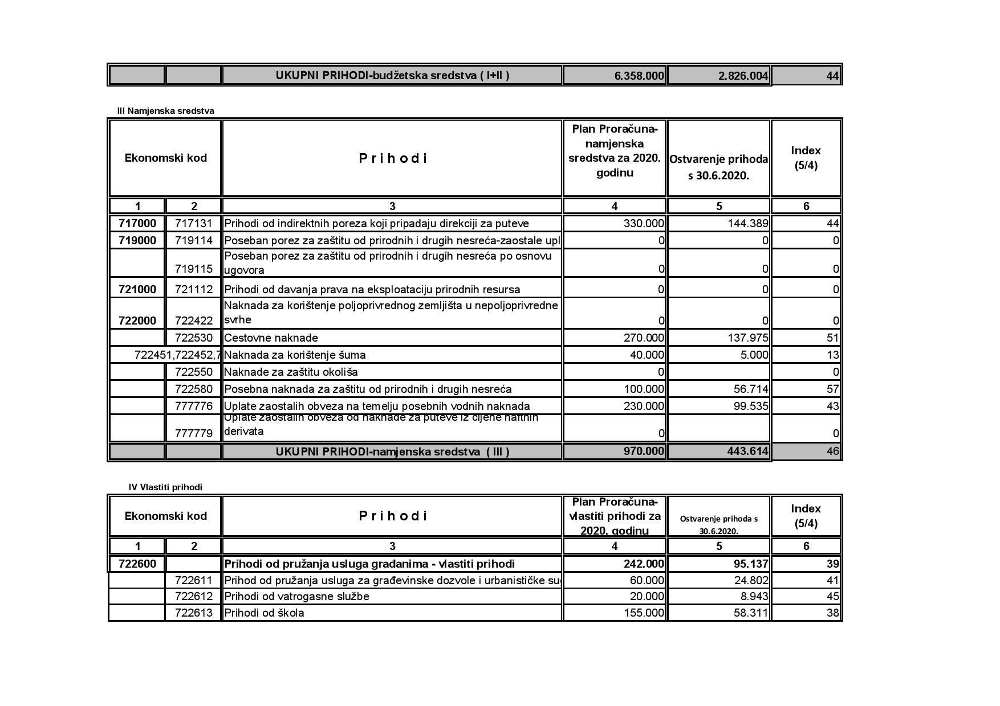 UKUPNI PRIHODI-budžetska sredstva ( I+II ) 6.358.000 2.826.004 44
III Namjenska sredstva
Ekonomski kod P r i h o d i Plan Proračuna- namjenska sredstva za 2020. godinu Ostvarenje prihoda s 30.6.2020. Index (5/4)
1 2 3 4 5 6
717000 717131 Prihodi od indirektnih poreza koji pripadaju direkciji za puteve 330.000 144.389 44
719000 719114 Poseban porez za zaštitu od prirodnih i drugih nesreća-zaostale upl 0 0 0
719115 Poseban porez za zaštitu od prirodnih i drugih nesreća po osnovu ugovora 0 0 0
721000 721112 Prihodi od davanja prava na eksploataciju prirodnih resursa 0 0 0
722000 722422 Naknada za korištenje poljoprivrednog zemljišta u nepoljoprivredne svrhe 0 0 0
722530 Cestovne naknade 270.000 137.975 51
722451,722452,7 Naknada za korištenje šuma 40.000 5.000 13
722550 Naknade za zaštitu okoliša 0 0
722580 Posebna naknada za zaštitu od prirodnih i drugih nesreća 100.000 56.714 57
777776 Uplate zaostalih obveza na temelju posebnih vodnih naknada 230.000 99.535 43
777779 Uplate zaostalih obveza od naknade za puteve iz cijene naftnih derivata 0 0
UKUPNI PRIHODI-namjenska sredstva ( III ) 970.000 443.614 46
IV Vlastiti prihodi
Ekonomski kod P r i h o d i Plan Proračuna- vlastiti prihodi za 2020. godinu Ostvarenje prihoda s 30.6.2020. Index (5/4)
1 2 3 4 5 6
722600 Prihodi od pružanja usluga građanima - vlastiti prihodi 242.000 95.137 39
722611 Prihod od pružanja usluga za građevinske dozvole i urbanističke sug 60.000 24.802 41
722612 Prihodi od vatrogasne službe 20.000 8.943 45
722613 Prihodi od škola 155.000 58.311 38